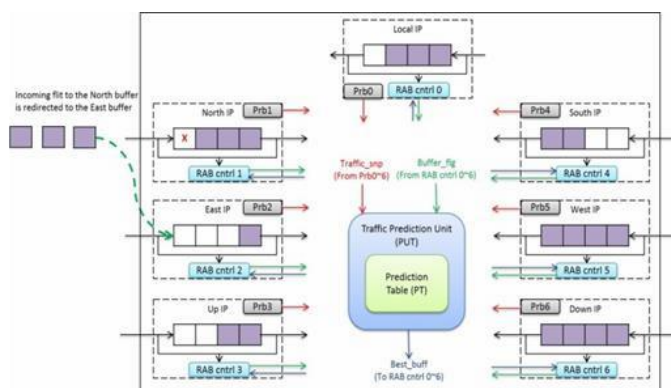 Local IP
Prb0
RAB cntrl 0
Incoming flit to the North buffer
is redirected to the East buffer
North IP
Prb1
X
RAB cntrl 1
Prb4
South IP
RAB cntrl 4
Traffic_snp
(From Prb0~6)
Buffer_flg
(From RAB cntrl 0~6)
East IP
Prb2
RAB cntrl 2
Prb5
West IP
RAB cntrl 5
Traffic Prediction Unit
(PUT)
Prediction
Table (PT)
Up IP
Prb3
RAB cntrl 3
Prb6
Down IP
RAB cntrl 6
Best_buff
(To RAB cntrl 0~6)